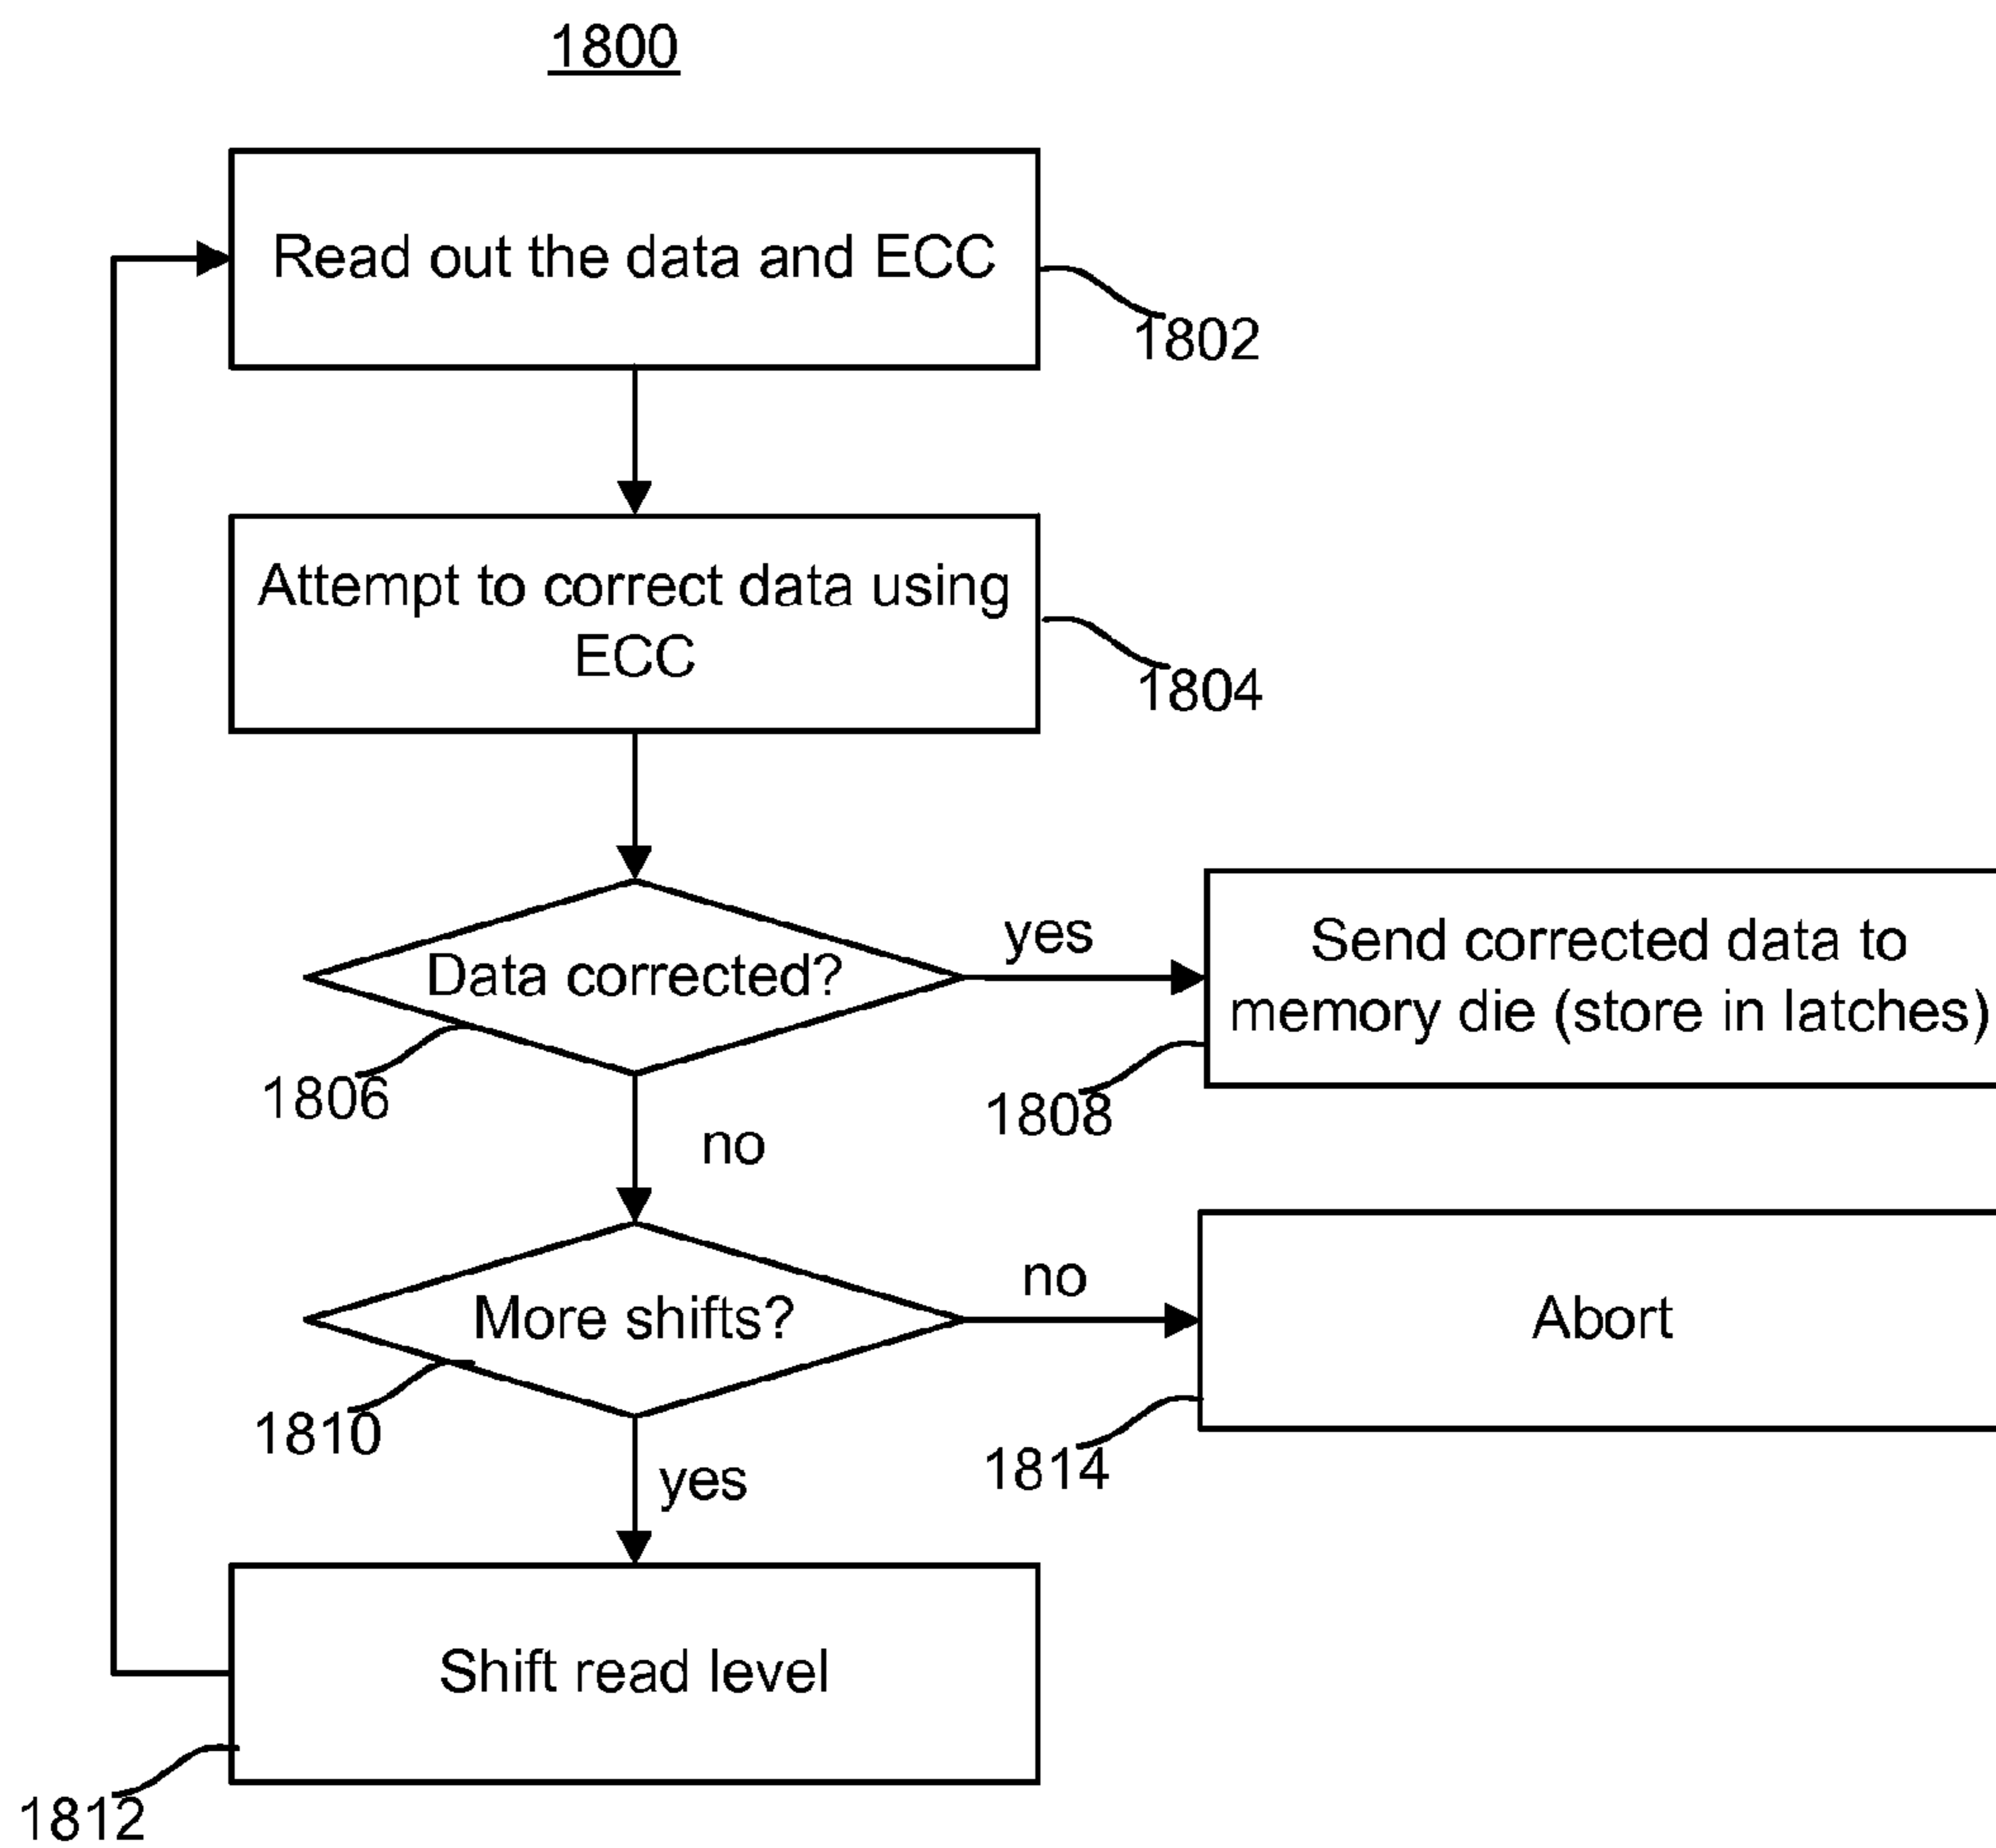 1800
Read out the data and ECC
1802
Attempt to correct data using
ECC
1804
Data corrected?
yes
Send corrected data to
memory die (store in latches)
1806
1808
no
More shifts?
no
Abort
1810
1814
yes
Shift read level
1812